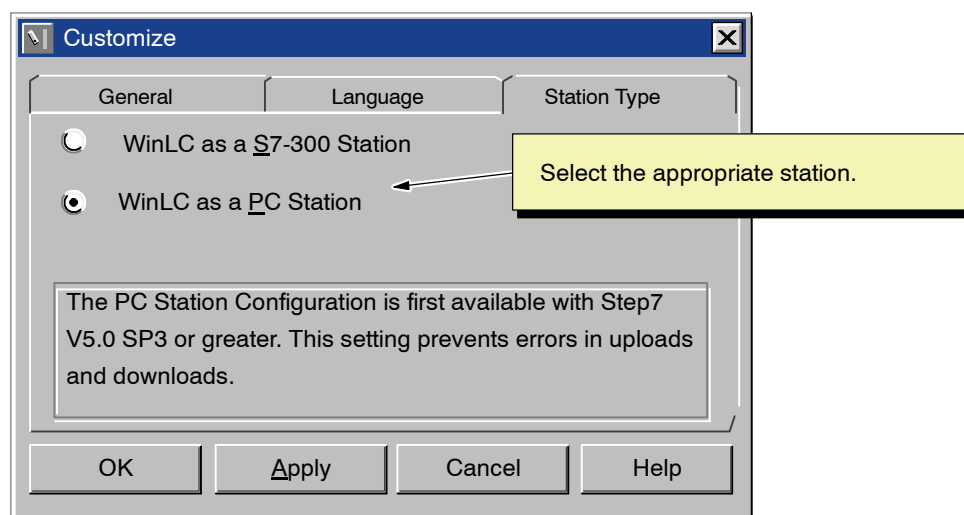 Customize
General Language Station Type
WinLC as a S7-300 Station
Select the appropriate station.
WinLC as a PC Station
The PC Station Configuration is first available with Step7
V5.0 SP3 or greater. This setting prevents errors in uploads
and downloads.
OK Apply Cancel Help